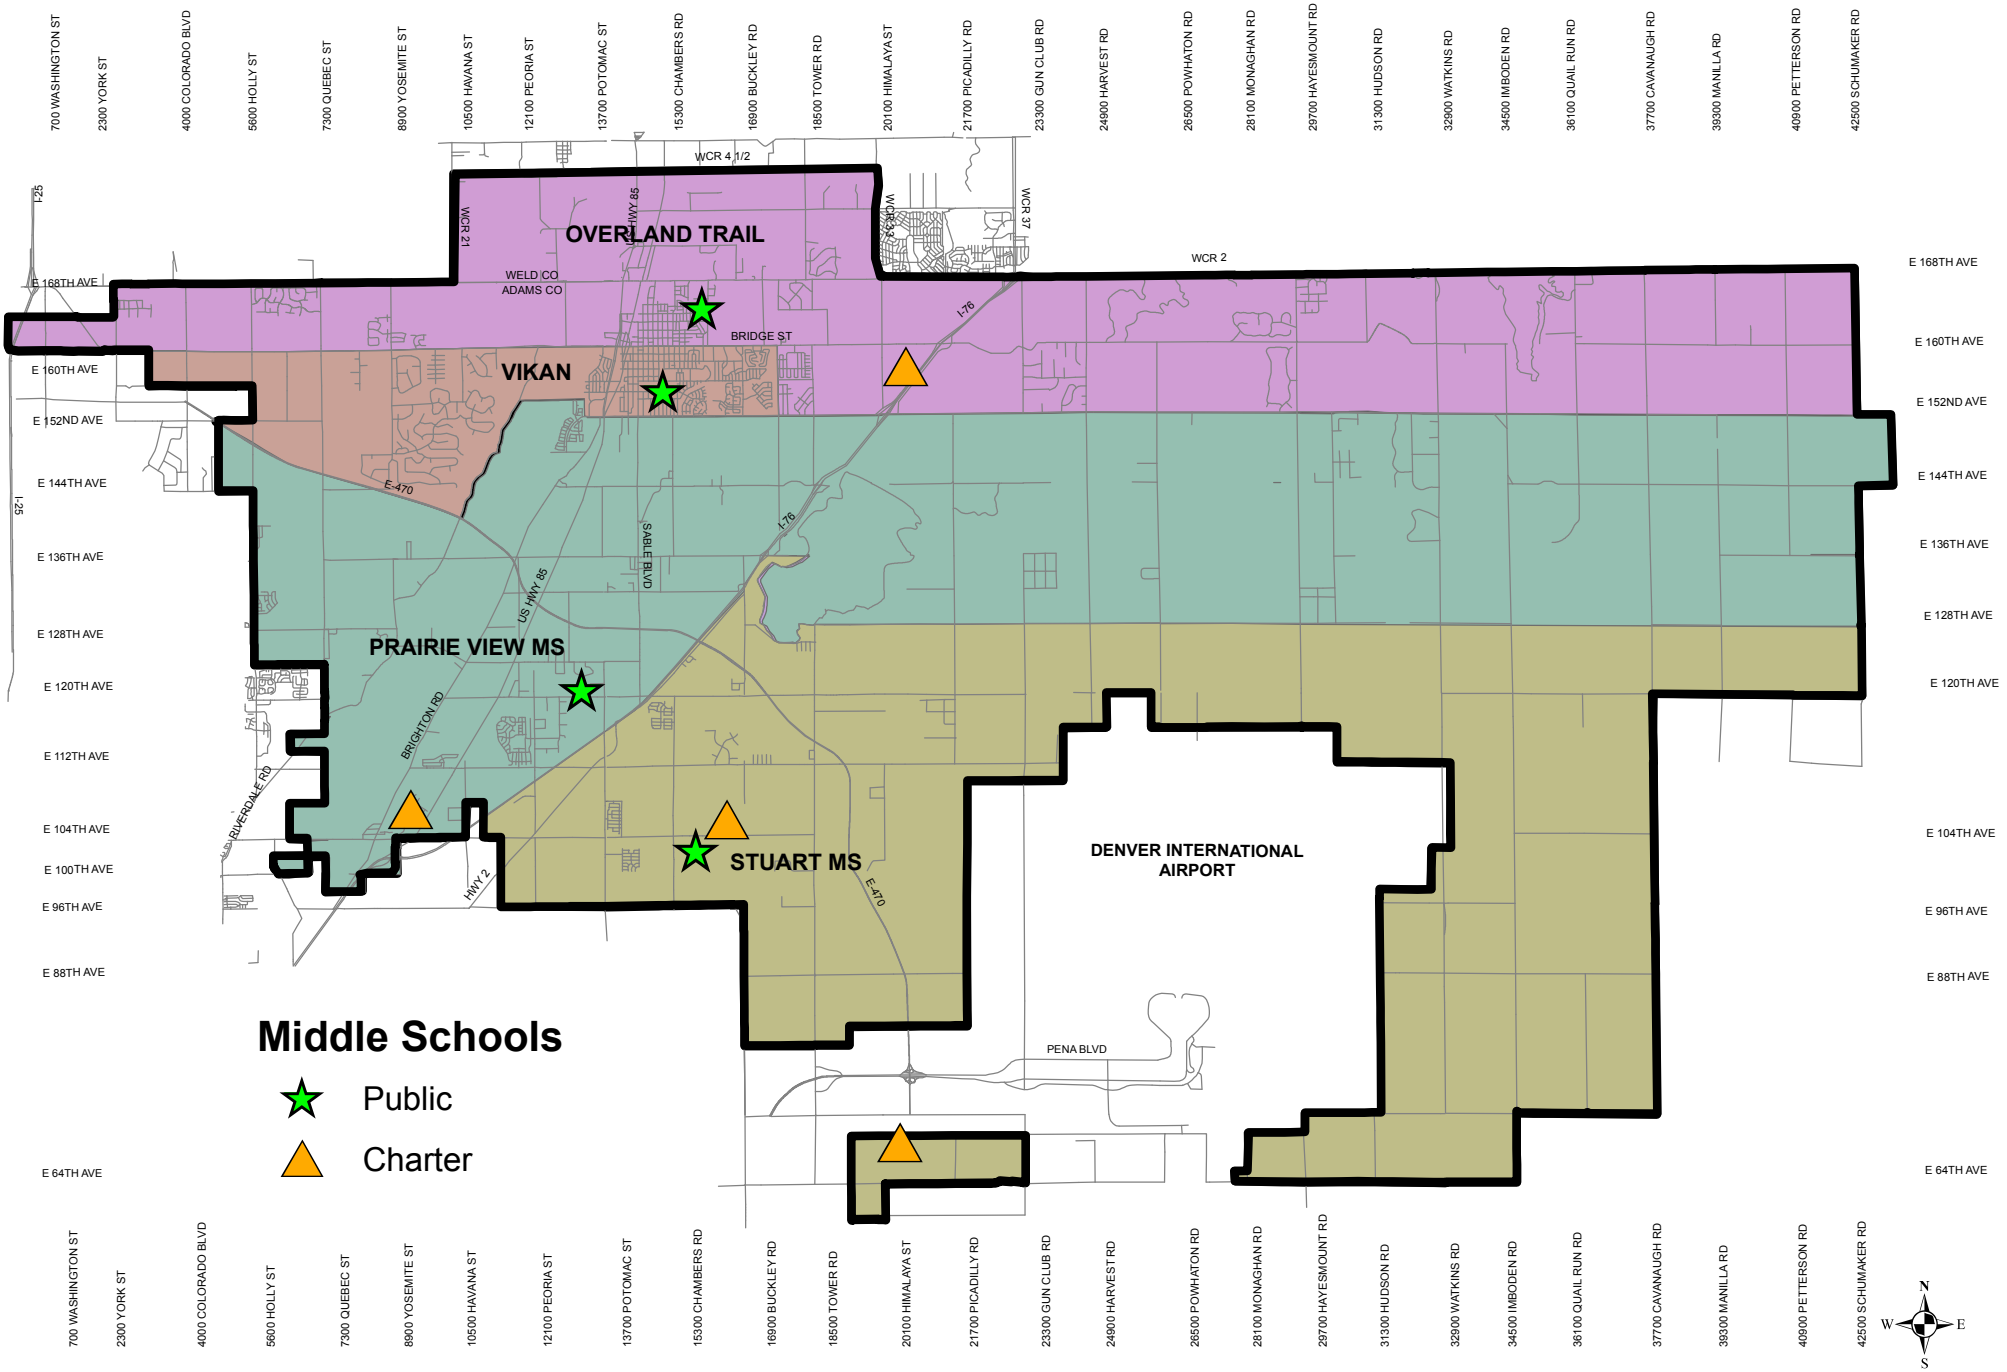 700 WASHINGTON ST
2300 YORK ST
4000 COLORADO BLVD
5600 HOLLY ST
7300 QUEBEC ST
8900 YOSEMITE ST
10500 HAVANA ST
12100 PEORIA ST
13700 POTOMAC ST
15300 CHAMBERS RD
16900 BUCKLEY RD
18500 TOWER RD
20100 HIMALAYA ST
21700 PICADILLY RD
23300 GUN CLUB RD
24900 HARVEST RD
26500 POWHATON RD
28100 MONAGHAN RD
29700 HAYESMOUNT RD
31300 HUDSON RD
32900 WATKINS RD
34500 IMBODEN RD
36100 QUAIL RUN RD
37700 CAVANAUGH RD
39300 MANILLA RD
40900 PETTERSON RD
42500 SCHUMAKER RD
WCR 4 1/2
I-25
WCR 21
US HWY 85
WCR 33
WCR 37
OVERLAND TRAIL
WCR 2
E 168TH AVE
E 168TH AVE
WELD CO
ADAMS CO
I-76
BRIDGE ST
E 160TH AVE
E 160TH AVE
VIKAN
E 152ND AVE
E 152ND AVE
E 144TH AVE
E-470
E 144TH AVE
I-25
I-76
SABLE BLVD
E 136TH AVE
E 136TH AVE
US HWY 85
E 128TH AVE
E 128TH AVE
PRAIRIE VIEW MS
E 120TH AVE
E 120TH AVE
BRIGHTON RD
E 112TH AVE
RIVERDALE RD
E 104TH AVE
E 104TH AVE
DENVER INTERNATIONAL
AIRPORT
STUART MS
E 100TH AVE
HWY 2
E-470
E 96TH AVE
E 96TH AVE
E 88TH AVE
E 88TH AVE
Middle Schools
Public
Charter
PENA BLVD
E 64TH AVE
E 64TH AVE
700 WASHINGTON ST
2300 YORK ST
4000 COLORADO BLVD
5600 HOLLY ST
7300 QUEBEC ST
8900 YOSEMITE ST
10500 HAVANA ST
12100 PEORIA ST
13700 POTOMAC ST
15300 CHAMBERS RD
16900 BUCKLEY RD
18500 TOWER RD
20100 HIMALAYA ST
21700 PICADILLY RD
23300 GUN CLUB RD
24900 HARVEST RD
26500 POWHATON RD
28100 MONAGHAN RD
29700 HAYESMOUNT RD
31300 HUDSON RD
32900 WATKINS RD
34500 IMBODEN RD
36100 QUAIL RUN RD
37700 CAVANAUGH RD
39300 MANILLA RD
40900 PETTERSON RD
42500 SCHUMAKER RD
N
W E
S